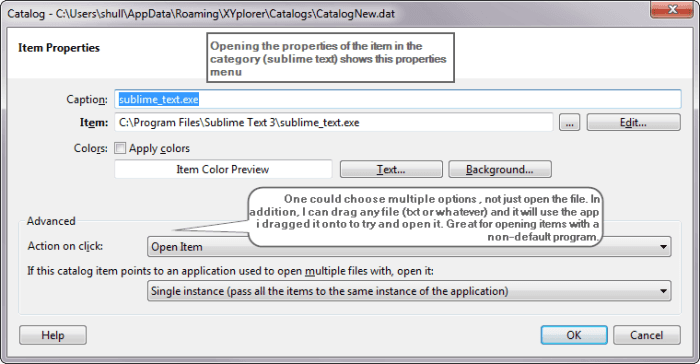 Catalog - C:\Users\shull\AppData\Roaming\XYplorer\Catalogs\CatalogNew.dat
Item Properties
Opening the properties of the item in the
category (sublime text) shows this properties
menu
Caption: sublime_text.exe
Item: C:\Program Files\Sublime Text 3\sublime_text.exe ... Edit...
Colors: Apply colors
Item Color Preview Text... Background...
One could choose multiple options , not just open the file. In
addition, I can drag any file (txt or whatever) and it will use the app
i dragged it onto to try and open it. Great for opening items with a
non-default program.
Advanced
Action on click: Open Item
If this catalog item points to an application used to open multiple files with, open it:
Single instance (pass all the items to the same instance of the application)
Help OK Cancel